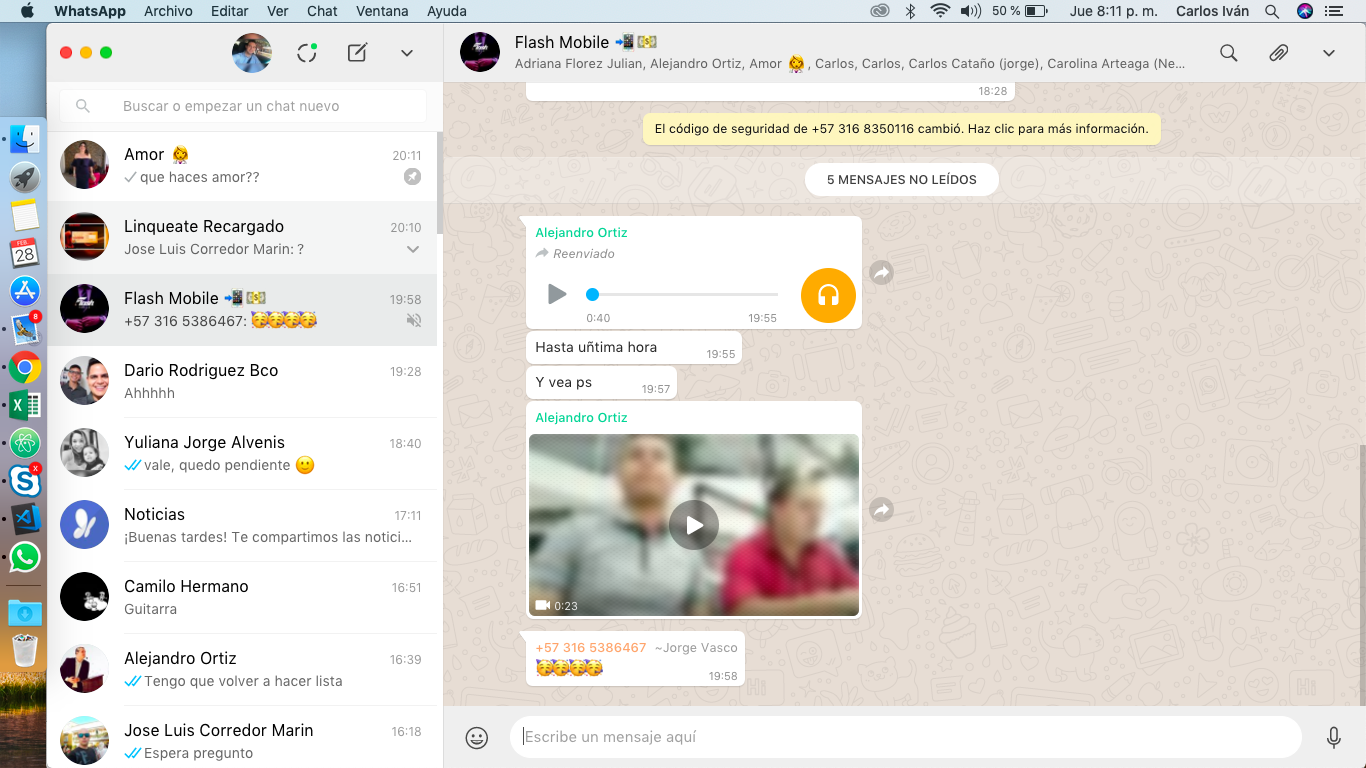 WhatsApp Archivo Editar Ver Chat Ventana Ayuda 50 % Jue 8:11 p. m. Carlos Iván
Buscar o empezar un chat nuevo
Amor 20:11
que haces amor??
Linqueate Recargado 20:10
Jose Luis Corredor Marin: ?
Flash Mobile 19:58
+57 316 5386467: 🥳🥳🥳🥳
Dario Rodriguez Bco 19:28
Ahhhhh
Yuliana Jorge Alvenis 18:40
vale, quedo pendiente 🙂
Noticias 17:11
¡Buenas tardes! Te compartimos las notici...
Camilo Hermano 16:51
Guitarra
Alejandro Ortiz 16:39
Tengo que volver a hacer lista
Jose Luis Corredor Marin 16:18
Espera pregunto
FEB
28
8
X
Flash Mobile 📲💵
Adriana Florez Julian, Alejandro Ortiz, Amor, Carlos, Carlos, Carlos Cataño (jorge), Carolina Arteaga (Ne...
18:28
El código de seguridad de +57 316 8350116 cambió. Haz clic para más información.
5 MENSAJES NO LEÍDOS
Alejandro Ortiz
Reenviado
0:40 19:55
Hasta uñtima hora 19:55
Y vea ps 19:57
Alejandro Ortiz
0:23
+57 316 5386467 ~Jorge Vasco
🥳🥳🥳🥳 19:58
Escribe un mensaje aquí